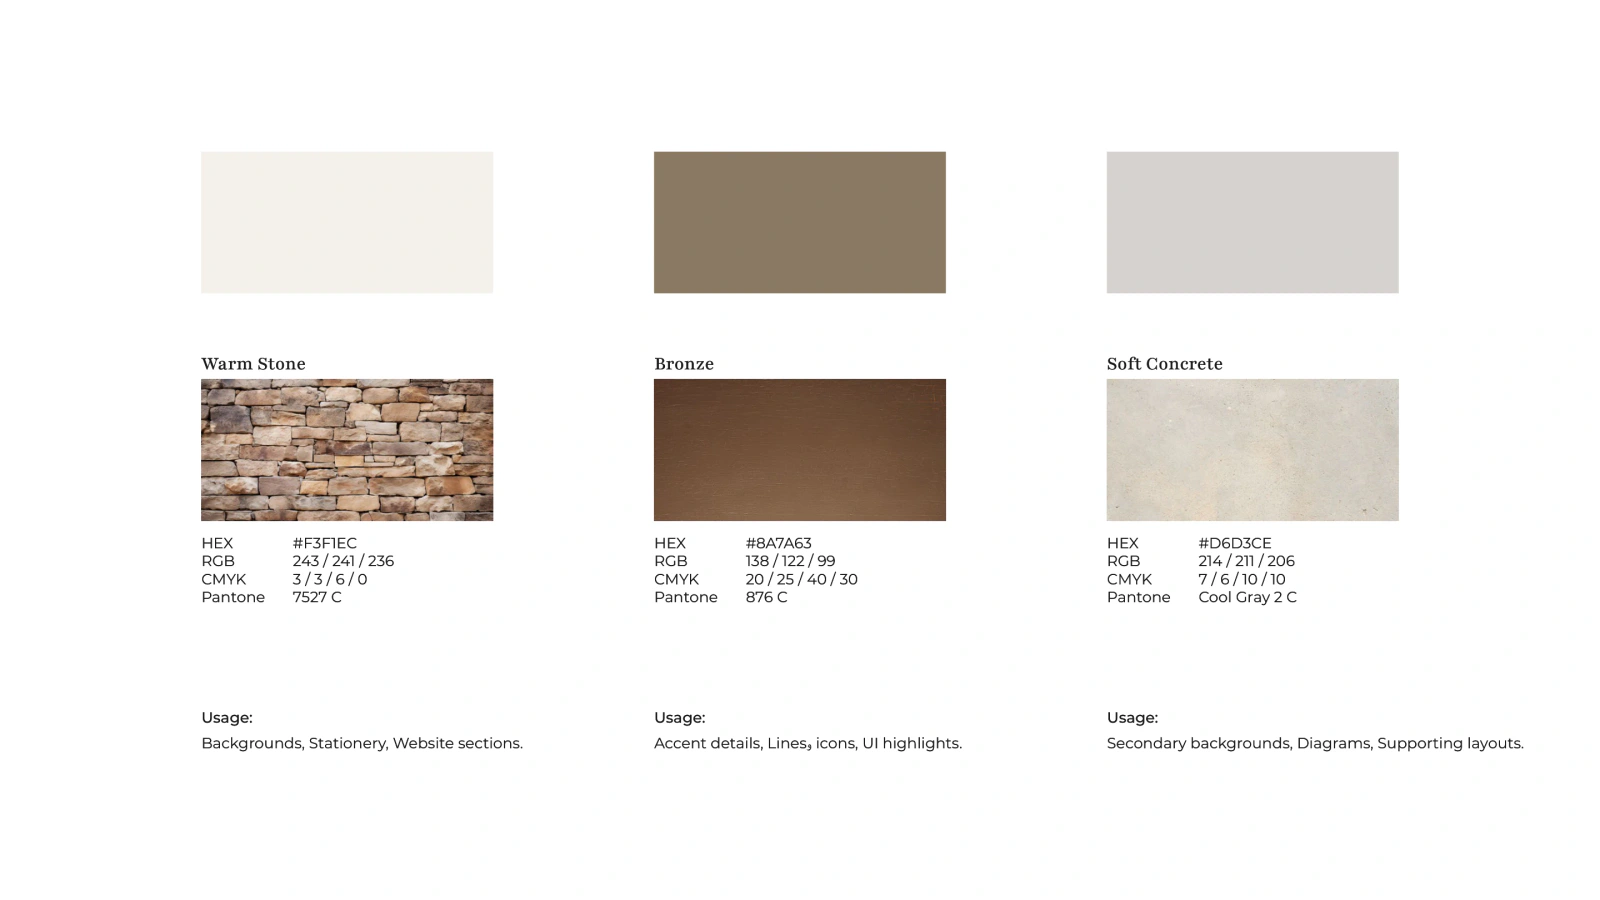 Warm Stone
HEX #F3F1EC
RGB 243 / 241 / 236
CMYK 3 / 3 / 6 / 0
Pantone 7527 C
Usage:
Backgrounds, Stationery, Website sections.
Bronze
HEX #8A7A63
RGB 138 / 122 / 99
CMYK 20 / 25 / 40 / 30
Pantone 876 C
Usage:
Accent details, Lines, icons, UI highlights.
Soft Concrete
HEX #D6D3CE
RGB 214 / 211 / 206
CMYK 7 / 6 / 10 / 10
Pantone Cool Gray 2 C
Usage:
Secondary backgrounds, Diagrams, Supporting layouts.